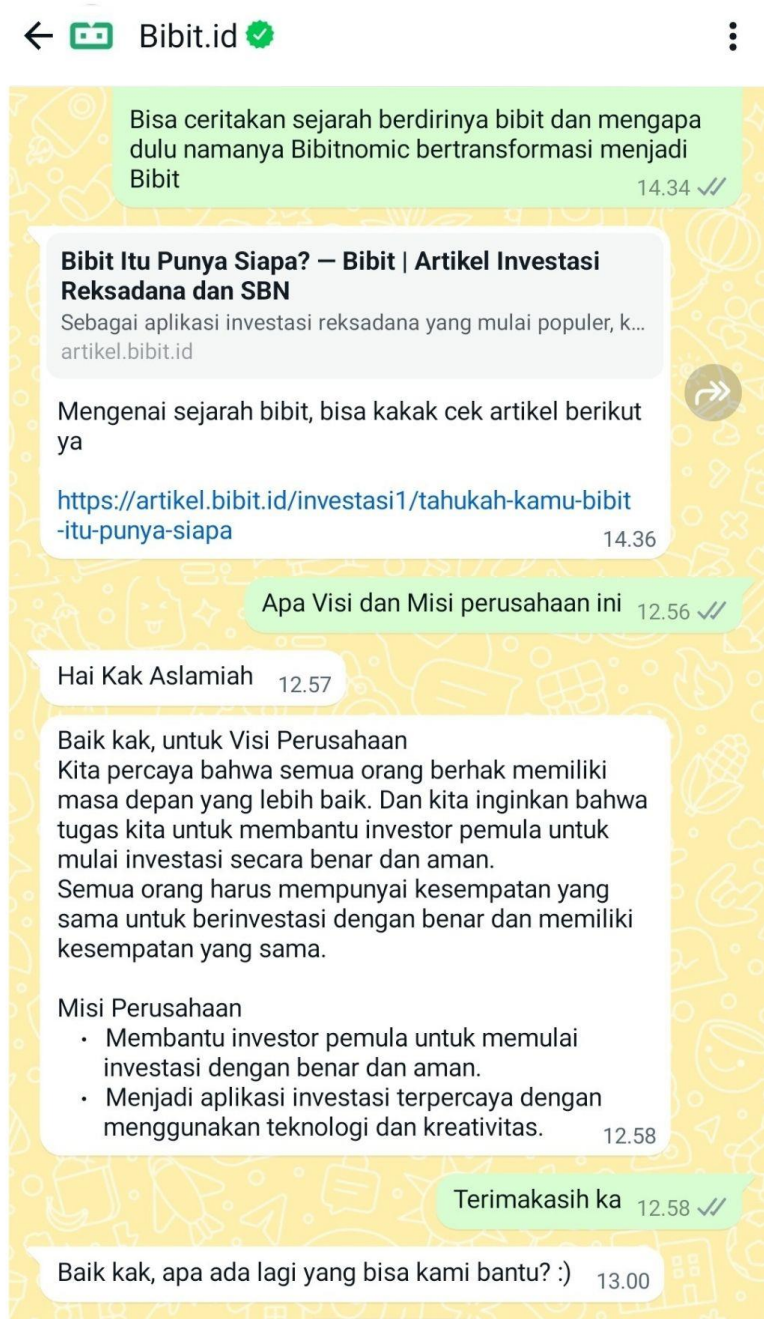 Bibit.id
Bisa ceritakan sejarah berdirinya bibit dan mengapa
dulu namanya Bibitnomic bertransformasi menjadi
Bibit
14.34
Bibit Itu Punya Siapa? — Bibit | Artikel Investasi
Reksadana dan SBN
Sebagai aplikasi investasi reksadana yang mulai populer, k...
artikel.bibit.id
Mengenai sejarah bibit, bisa kakak cek artikel berikut
ya
https://artikel.bibit.id/investasi1/tahukah-kamu-bibit
-itu-punya-siapa
14.36
Apa Visi dan Misi perusahaan ini 12.56
Hai Kak Aslamiah 12.57
Baik kak, untuk Visi Perusahaan
Kita percaya bahwa semua orang berhak memiliki
masa depan yang lebih baik. Dan kita inginkan bahwa
tugas kita untuk membantu investor pemula untuk
mulai investasi secara benar dan aman.
Semua orang harus mempunyai kesempatan yang
sama untuk berinvestasi dengan benar dan memiliki
kesempatan yang sama.
Misi Perusahaan
• Membantu investor pemula untuk memulai
investasi dengan benar dan aman.
• Menjadi aplikasi investasi terpercaya dengan
menggunakan teknologi dan kreativitas. 12.58
Terimakasih ka 12.58
Baik kak, apa ada lagi yang bisa kami bantu? :) 13.00